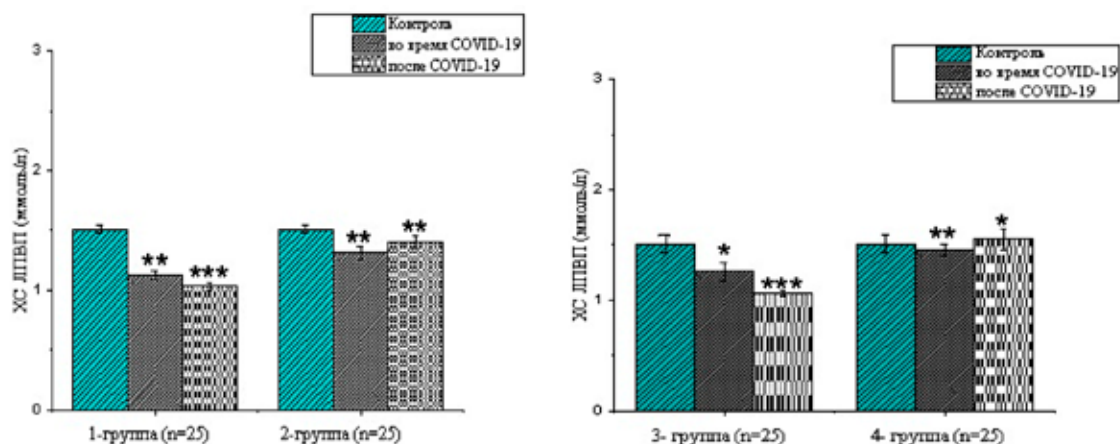 Контроль
во время COVID-19
после COVID-19
3
2
1
0
ХС ЛПВП (ммоль/л)
**
***
**
**
1-группа (n=25)
2-группа (n=25)
Контроль
во время COVID-19
после COVID-19
3
2
1
0
ХС ЛПВП (ммоль/л)
*
***
**
*
3- группа (n=25)
4- группа (n=25)